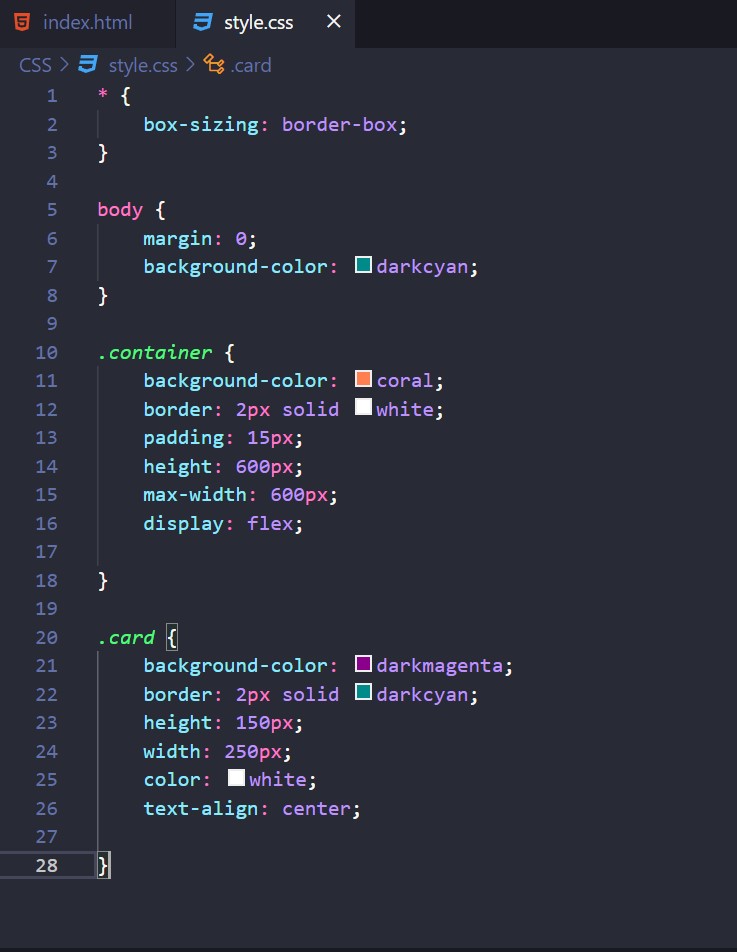 index.html style.css ×
CSS > style.css > .card
1 * {
2     box-sizing: border-box;
3 }
4
5 body {
6     margin: 0;
7     background-color: darkcyan;
8 }
9
10 .container {
11     background-color: coral;
12     border: 2px solid white;
13     padding: 15px;
14     height: 600px;
15     max-width: 600px;
16     display: flex;
17
18 }
19
20 .card {
21     background-color: darkmagenta;
22     border: 2px solid darkcyan;
23     height: 150px;
24     width: 250px;
25     color: white;
26     text-align: center;
27
28 }